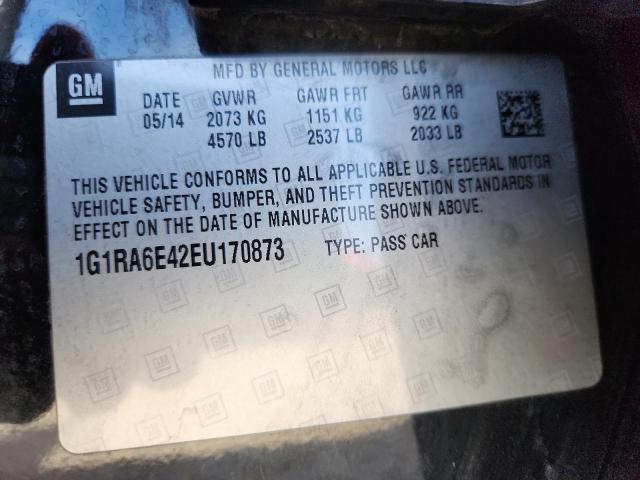 GM MFD BY GENERAL MOTORS LLC
DATE GVWR GAWR FRT GAWR RR
05/14 2073 KG 1151 KG 922 KG
4570 LB 2537 LB 2033 LB
THIS VEHICLE CONFORMS TO ALL APPLICABLE U.S. FEDERAL MOTOR
VEHICLE SAFETY, BUMPER, AND THEFT PREVENTION STANDARDS IN
EFFECT ON THE DATE OF MANUFACTURE SHOWN ABOVE.
1G1RA6E42EU170873 TYPE: PASS CAR